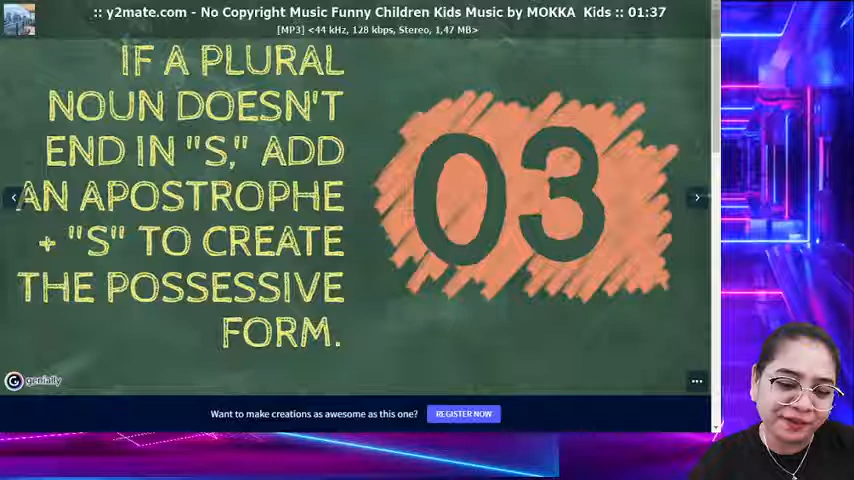 :: y2mate.com - No Copyright Music Funny Children Kids Music by MOKKA Kids :: 01:37
[MP3] <44 kHz, 128 kbps, Stereo, 1,47 MB>
IF A PLURAL
NOUN DOESN'T
END IN "S," ADD
AN APOSTROPHE
+ "S" TO CREATE
THE POSSESSIVE
FORM.
03
genially
Want to make creations as awesome as this one? REGISTER NOW